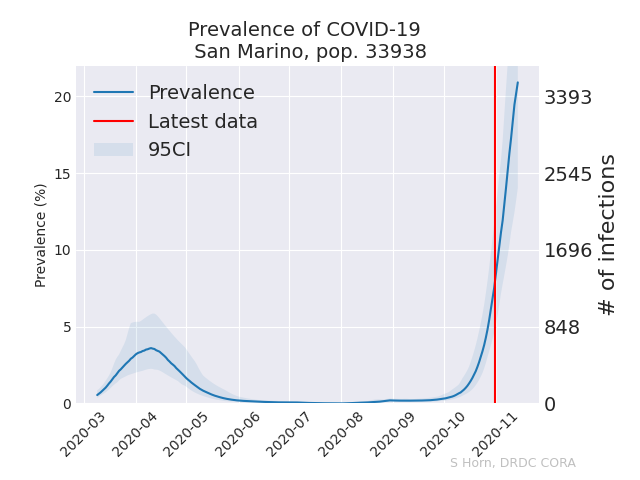 Prevalence of COVID-19
San Marino, pop. 33938
Prevalence
Latest data
95CI
Prevalence (%)
20
15
10
5
0
3393
2545
1696
848
0
# of infections
2020-03
2020-04
2020-05
2020-06
2020-07
2020-08
2020-09
2020-10
2020-11
S Horn, DRDC CORA